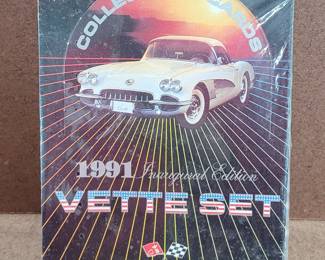 COLLECTOR CARDS
1991 Inaugural Edition
VETTE SET